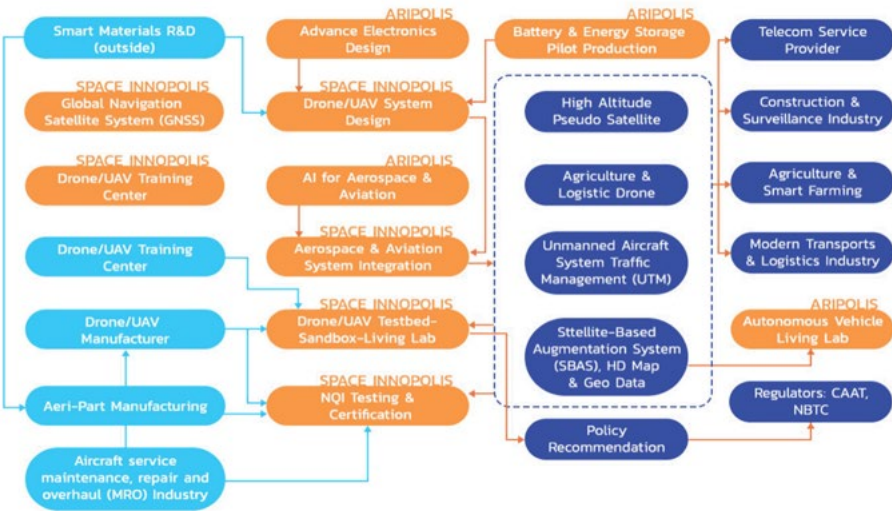 Smart Materials R&D
(outside)
SPACE INNOPOLIS
Global Navigation
Satellite System (GNSS)
SPACE INNOPOLIS
Drone/UAV Training
Center
Drone/UAV Training
Center
Drone/UAV
Manufacturer
Aeri-Part Manufacturing
Aircraft service
maintenance, repair and
overhaul (MRO) Industry
ARIPOLIS
Advance Electronics
Design
SPACE INNOPOLIS
Drone/UAV System
Design
ARIPOLIS
AI for Aerospace &
Aviation
SPACE INNOPOLIS
Aerospace & Aviation
System Integration
SPACE INNOPOLIS
Drone/UAV Testbed-
Sandbox-Living Lab
SPACE INNOPOLIS
NQI Testing &
Certification
ARIPOLIS
Battery & Energy Storage
Pilot Production
High Altitude
Pseudo Satellite
Agriculture &
Logistic Drone
Unmanned Aircraft
System Traffic
Management (UTM)
Sttellite-Based
Augmentation System
(SBAS), HD Map
& Geo Data
Policy
Recommendation
Telecom Service
Provider
Construction &
Surveillance Industry
Agriculture &
Smart Farming
Modern Transports
& Logistics Industry
ARIPOLIS
Autonomous Vehicle
Living Lab
Regulators: CAAT,
NBTC